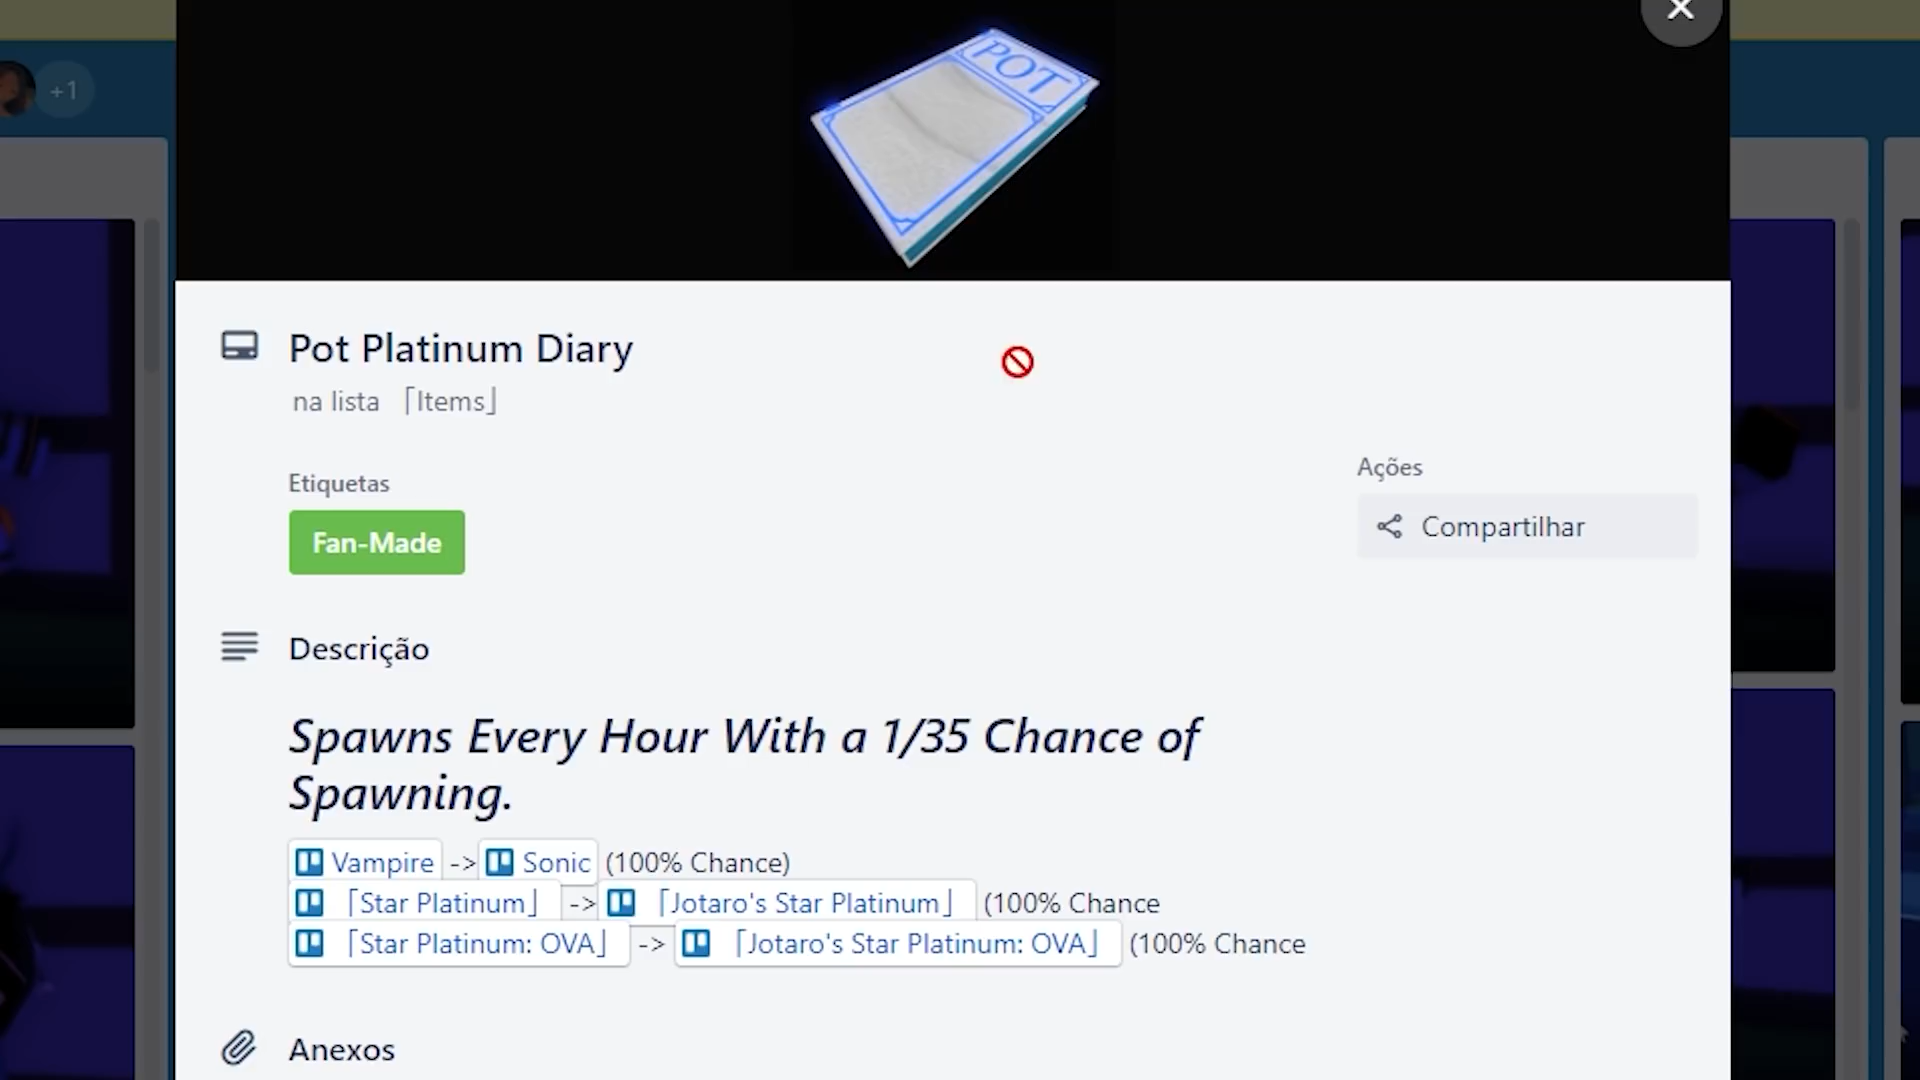 +1
POT
Pot Platinum Diary
na lista ⌈Items⌋
Etiquetas
Ações
Fan-Made
Compartilhar
Descrição
Spawns Every Hour With a 1/35 Chance of
Spawning.
Vampire -> Sonic (100% Chance)
⌈Star Platinum⌋ -> ⌈Jotaro's Star Platinum⌋ (100% Chance
⌈Star Platinum: OVA⌋ -> ⌈Jotaro's Star Platinum: OVA⌋ (100% Chance
Anexos